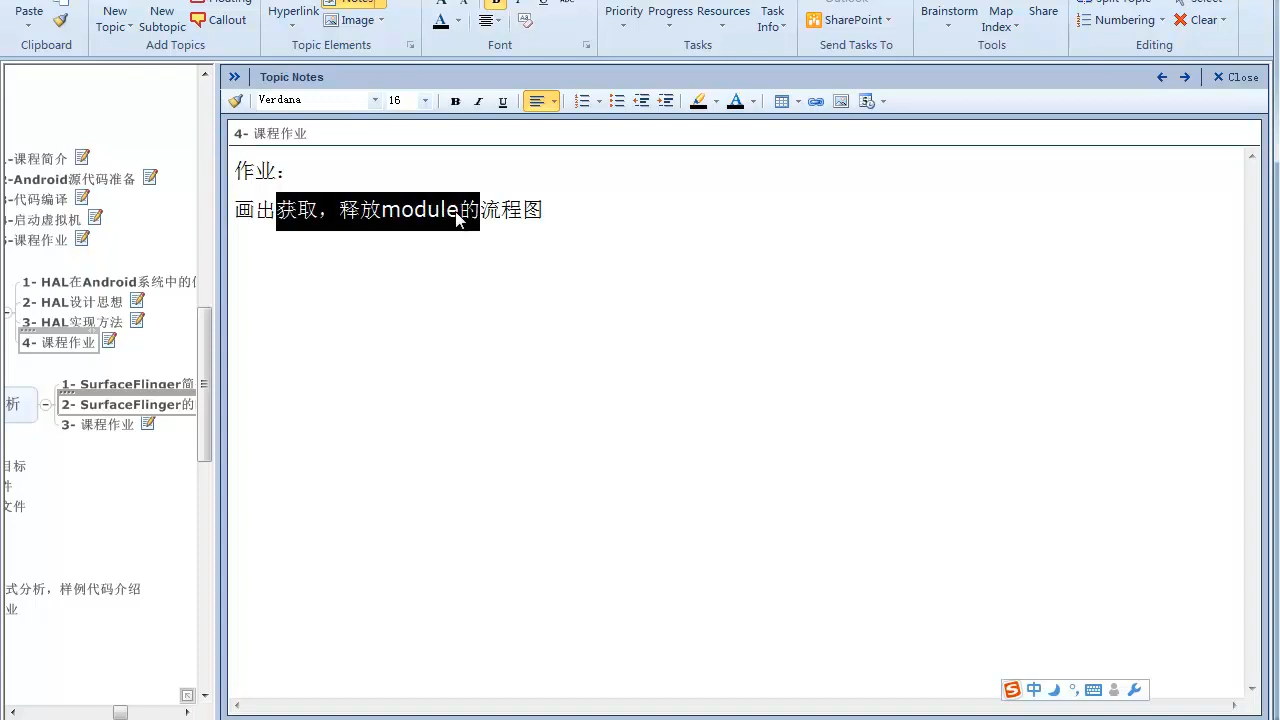 Paste
New Topic
New Subtopic
Callout
Hyperlink
Image
Priority
Progress
Resources
Task Info
SharePoint
Brainstorm
Map Index
Share
Numbering
Clear
Clipboard
Add Topics
Topic Elements
Font
Tasks
Send Tasks To
Tools
Editing
Topic Notes
Close
Verdana
16
4- 课程作业
作业：
画出获取，释放module的流程图
-课程简介
-Android源代码准备
-代码编译
-启动虚拟机
-课程作业
1- HAL在Android系统中的
2- HAL设计思想
3- HAL实现方法
4- 课程作业
析
1- SurfaceFlinger简
2- SurfaceFlinger的
3- 课程作业
目标
件
文件
式分析，样例代码介绍
业
中